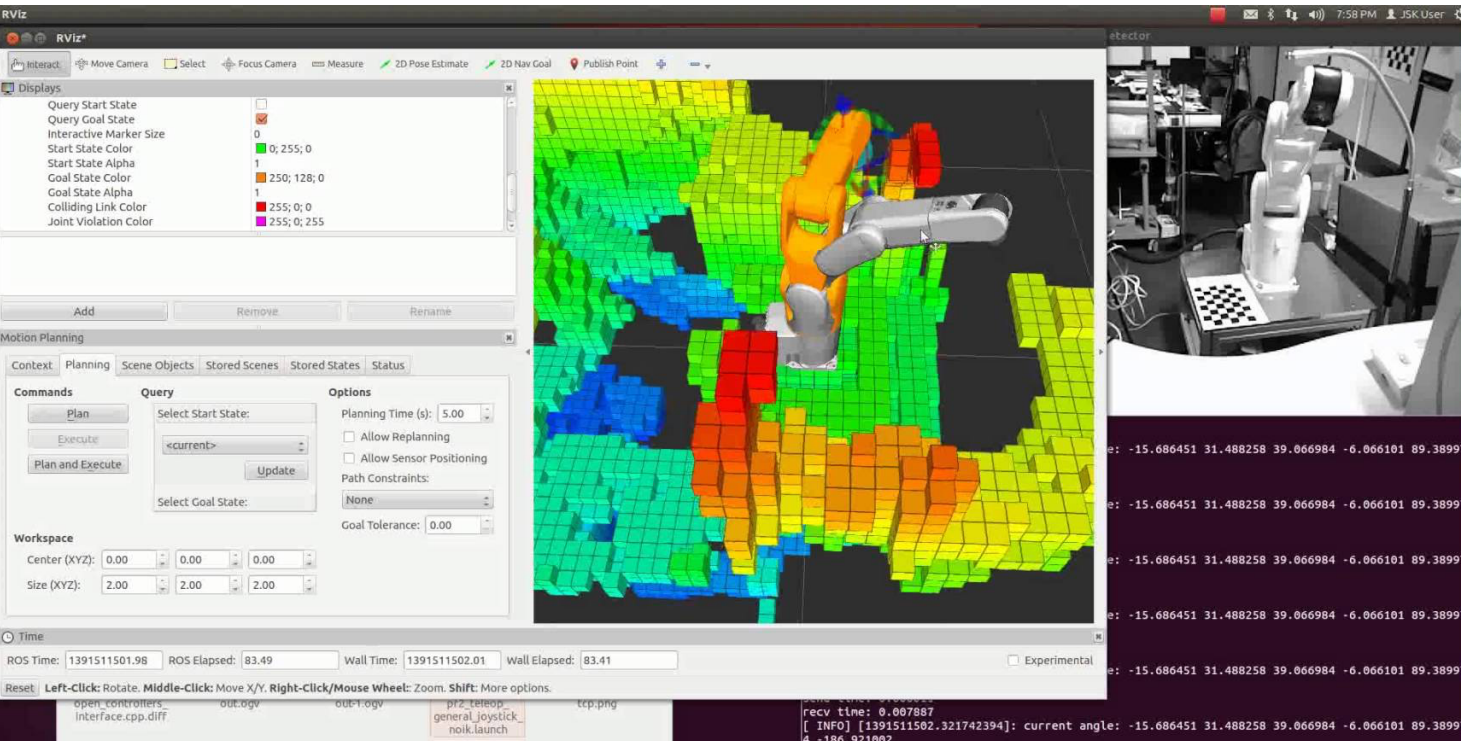 RViz
7:58 PM JSK User
RViz*
Interact Move Camera Select Focus Camera Measure 2D Pose Estimate 2D Nav Goal Publish Point
Displays
Query Start State
Query Goal State
Interactive Marker Size 0
Start State Color 0; 255; 0
Start State Alpha 1
Goal State Color 250; 128; 0
Goal State Alpha 1
Colliding Link Color 255; 0; 0
Joint Violation Color 255; 0; 255
Add Remove Rename
Motion Planning
Context Planning Scene Objects Stored Scenes Stored States Status
Commands Query Options
Plan Select Start State: Planning Time (s): 5.00
Execute <current> Allow Replanning
Plan and Execute Update Allow Sensor Positioning
Path Constraints:
Select Goal State: None
Goal Tolerance: 0.00
Workspace
Center (XYZ): 0.00 0.00 0.00
Size (XYZ): 2.00 2.00 2.00
Time
ROS Time: 1391511501.98 ROS Elapsed: 83.49 Wall Time: 1391511502.01 Wall Elapsed: 83.41 Experimental
Reset Left-Click: Rotate. Middle-Click: Move X/Y. Right-Click/Mouse Wheel:: Zoom. Shift: More options.
open_controllers_
interface.cpp.diff
out.ogv
out-1.ogv
pr2_teleop_
general_joystick_
noik.launch
tcp.png
etector
e: -15.686451 31.488258 39.066984 -6.066101 89.3899
e: -15.686451 31.488258 39.066984 -6.066101 89.3899
e: -15.686451 31.488258 39.066984 -6.066101 89.3899
e: -15.686451 31.488258 39.066984 -6.066101 89.3899
e: -15.686451 31.488258 39.066984 -6.066101 89.3899
recv time: 0.007887
[ INFO] [1391511502.321742394]: current angle: -15.686451 31.488258 39.066984 -6.066101 89.3899
4 -186.921002